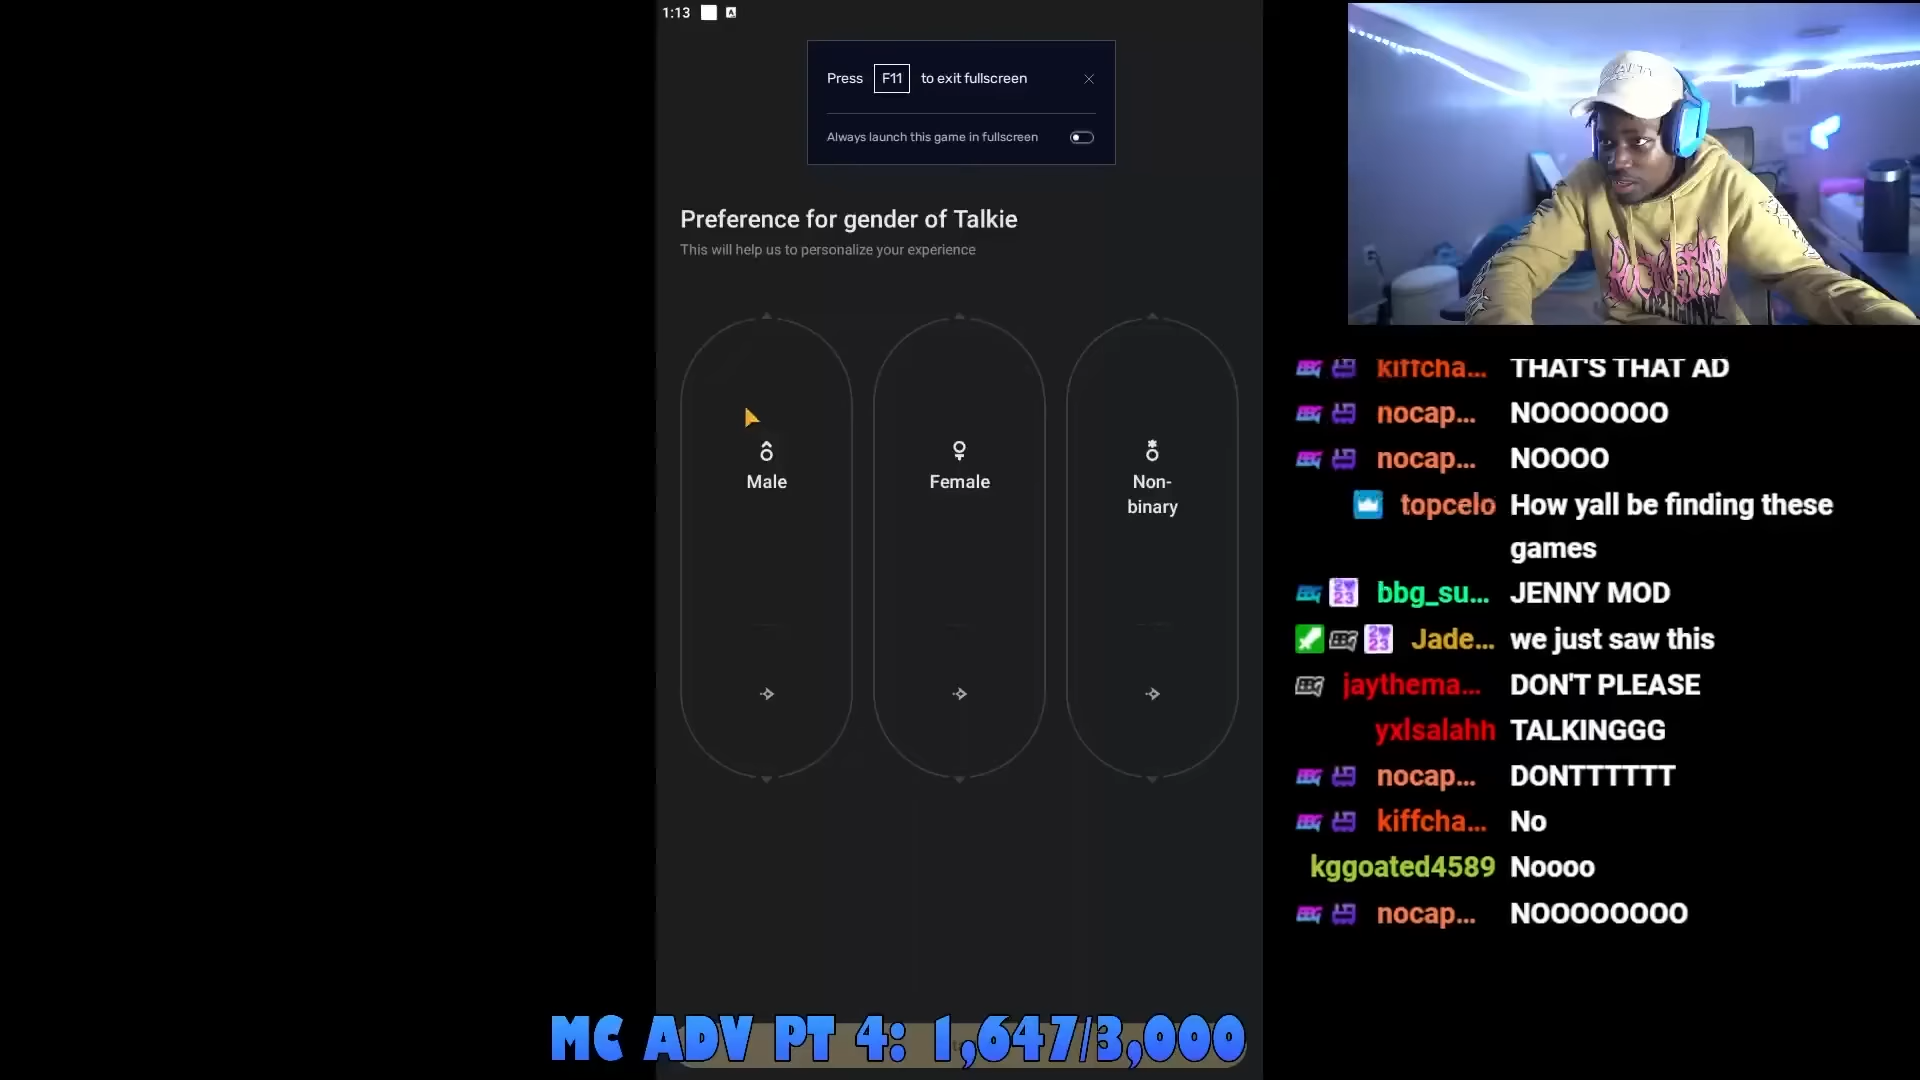 1:13
Press F11 to exit fullscreen
Always launch this game in fullscreen
Preference for gender of Talkie
This will help us to personalize your experience
Male
Female
Non-
binary
kiffcha... THAT'S THAT AD
nocap... NOOOOOOO
nocap... NOOOO
topcelo How yall be finding these
games
bbg_su... JENNY MOD
Jade... we just saw this
jaythema... DON'T PLEASE
yxlsalahh TALKINGGG
nocap... DONTTTTTT
kiffcha... No
kggoated4589 Noooo
nocap... NOOOOOOOO
MC ADV PT 4: 1,647/3,000